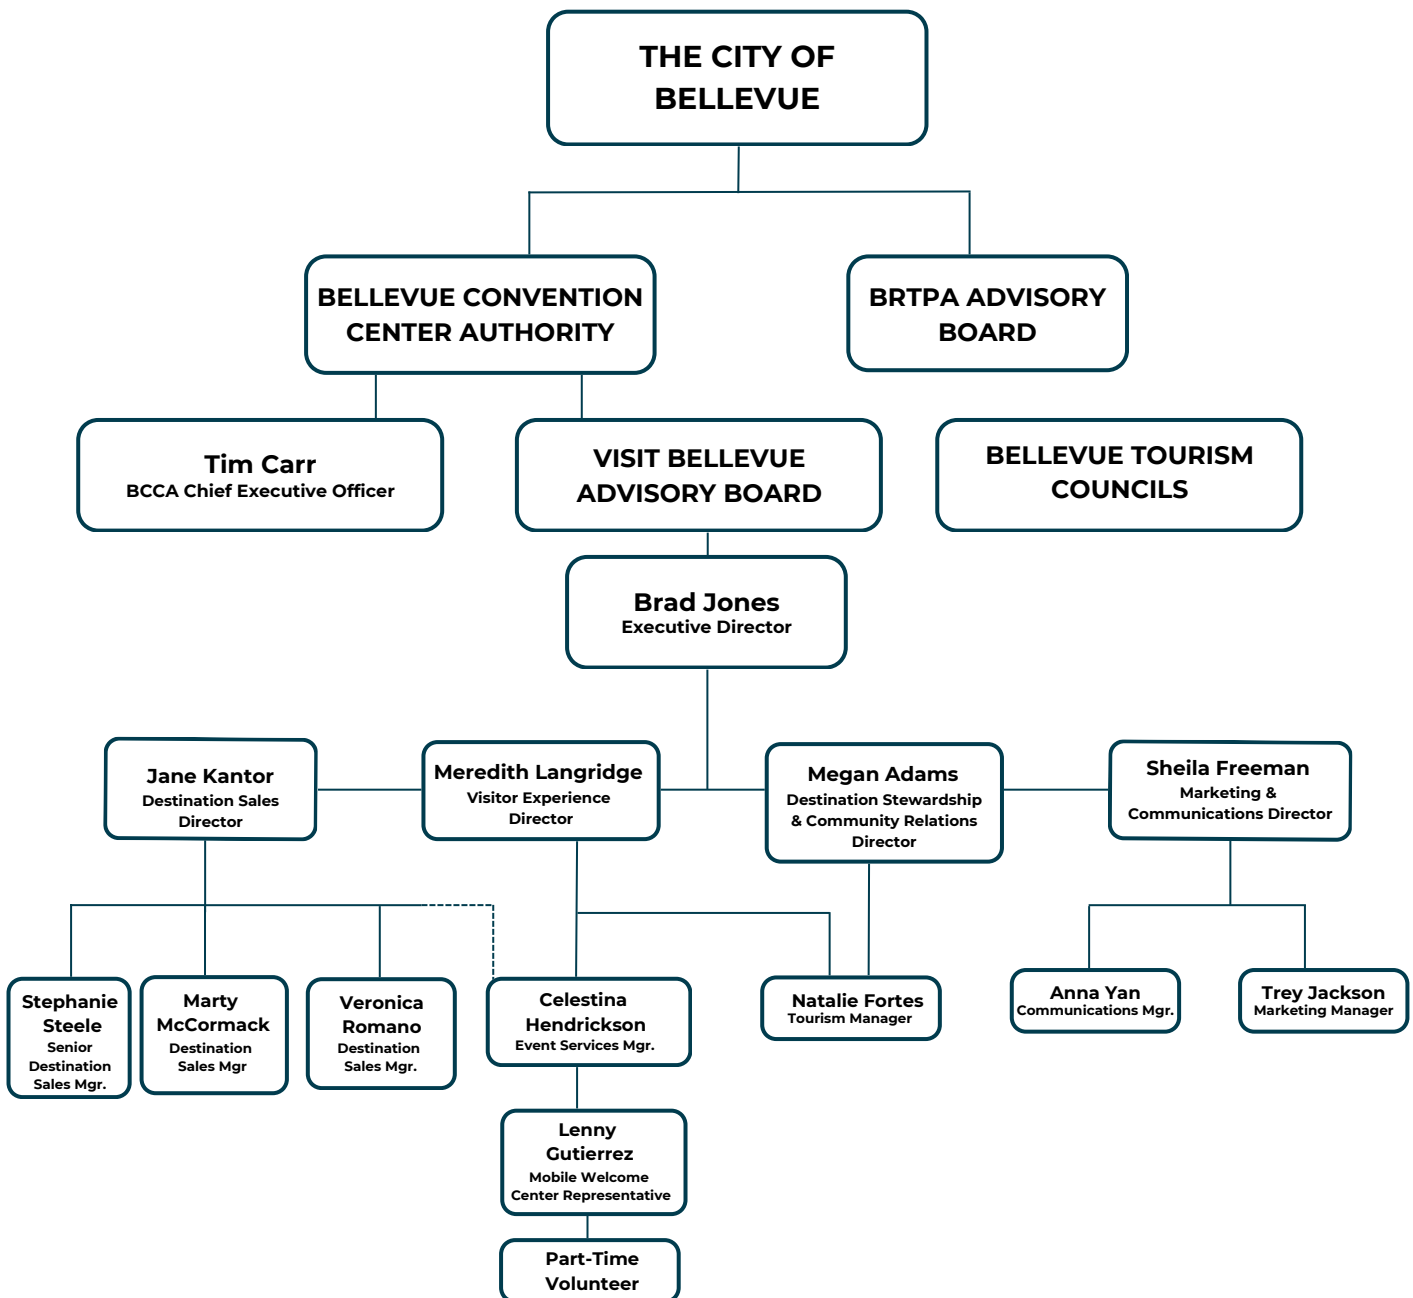 THE CITY OF
BELLEVUE
BELLEVUE CONVENTION
CENTER AUTHORITY
BRTPA ADVISORY
BOARD
Tim Carr
BCCA Chief Executive Officer
VISIT BELLEVUE
ADVISORY BOARD
BELLEVUE TOURISM
COUNCILS
Brad Jones
Executive Director
Jane Kantor
Destination Sales
Director
Meredith Langridge
Visitor Experience
Director
Megan Adams
Destination Stewardship
& Community Relations
Director
Sheila Freeman
Marketing &
Communications Director
Stephanie
Steele
Senior
Destination
Sales Mgr.
Marty
McCormack
Destination
Sales Mgr
Veronica
Romano
Destination
Sales Mgr.
Celestina
Hendrickson
Event Services Mgr.
Natalie Fortes
Tourism Manager
Anna Yan
Communications Mgr.
Trey Jackson
Marketing Manager
Lenny
Gutierrez
Mobile Welcome
Center Representative
Part-Time
Volunteer